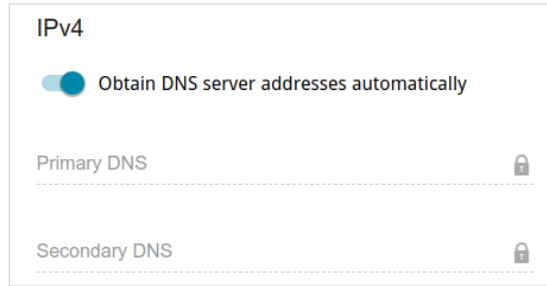 IPv4
Obtain DNS server addresses automatically
Primary DNS
Secondary DNS